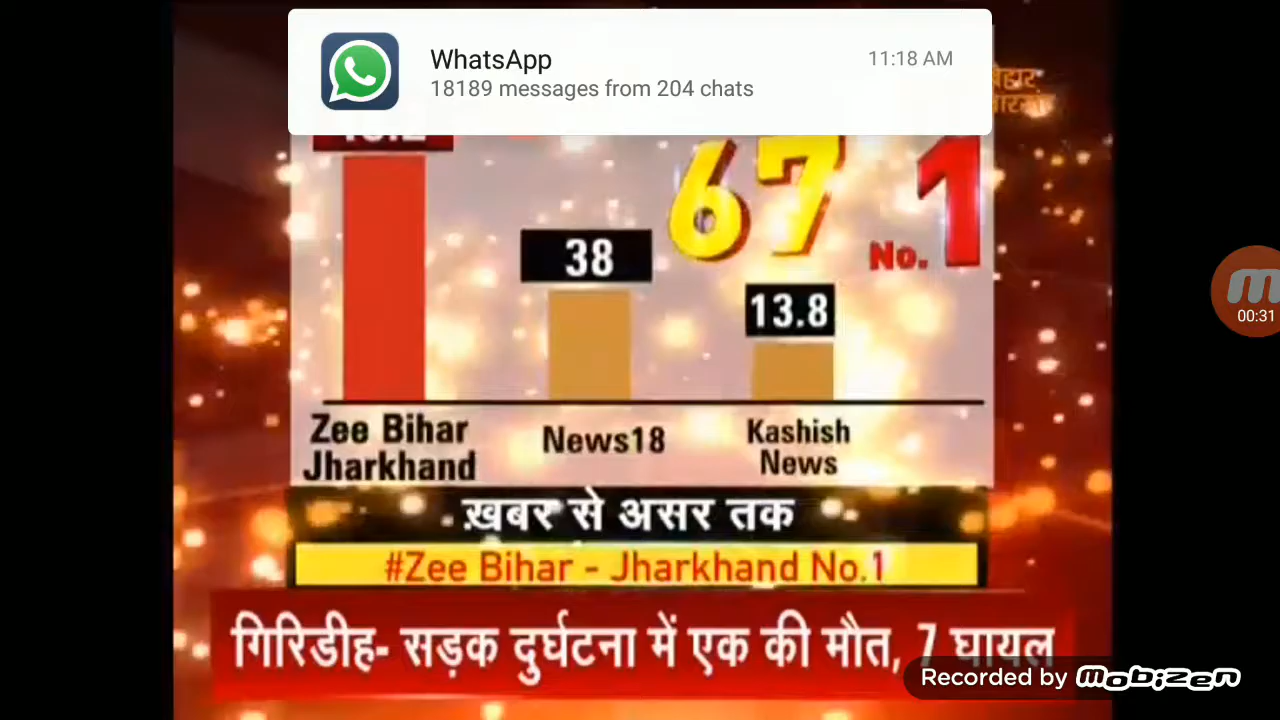 WhatsApp
11:18 AM
18189 messages from 204 chats
67
No.1
38
13.8
00:31
Zee Bihar
Jharkhand
News18
Kashish
News
ख़बर से असर तक
#Zee Bihar - Jharkhand No.1
गिरिडीह- सड़क दुर्घटना में एक की मौत, 7 घायल
Recorded by Mobizen